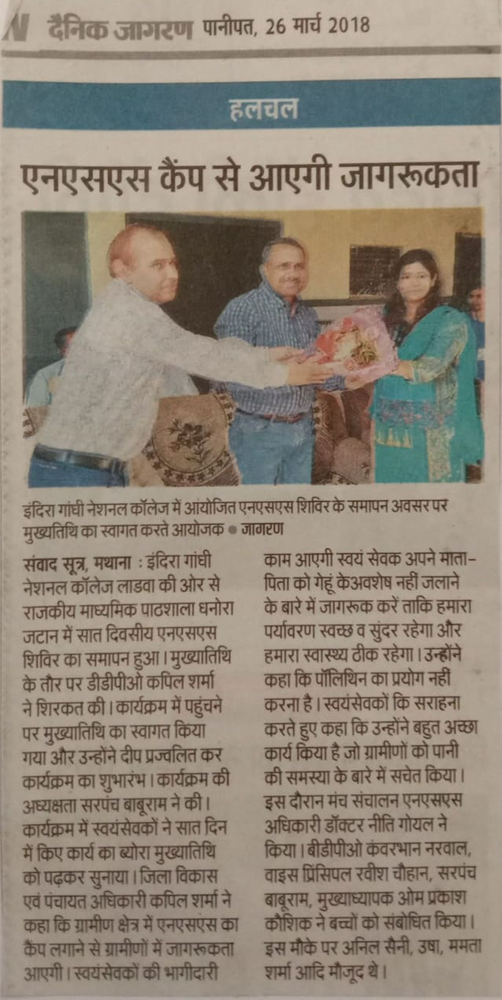 N दैनिक जागरण पानीपत, 26 मार्च 2018
हलचल
एनएसएस कैंप से आएगी जागरूकता
इंदिरा गांधी नेशनल कॉलेज में आंयोजित एनएसएस शिविर के समापन अवसर पर
मुख्यतिथि का स्वागत करते आयोजक ● जागरण
संवाद सूत्र, मथाना : इंदिरा गांधी
नेशनल कॉलेज लाडवा की ओर से
राजकीय माध्यमिक पाठशाला धनोरा
जटान में सात दिवसीय एनएसएस
शिविर का समापन हुआ। मुख्यातिथि
के तौर पर डीडीपीओ कपिल शर्मा
ने शिरकत की। कार्यक्रम में पहुंचने
पर मुख्यातिथि का स्वागत किया
गया और उन्होंने दीप प्रज्वलित कर
कार्यक्रम का शुभारंभ। कार्यक्रम की
अध्यक्षता सरपंच बाबूराम ने की।
कार्यक्रम में स्वयंसेवकों ने सात दिन
में किए कार्य का ब्योरा मुख्यातिथि
को पढ़कर सुनाया। जिला विकास
एवं पंचायत अधिकारी कपिल शर्मा ने
कहा कि ग्रामीण क्षेत्र में एनएसएस का
कैंप लगाने से ग्रामीणों में जागरूकता
आएगी। स्वयंसेवकों की भागीदारी
काम आएगी स्वयं सेवक अपने माता-
पिता को गेहूं केअवशेष नहीं जलाने
के बारे में जागरूक करें ताकि हमारा
पर्यावरण स्वच्छ व सुंदर रहेगा और
हमारा स्वास्थ्य ठीक रहेगा। उन्होंने
कहा कि पॉलिथिन का प्रयोग नहीं
करना है। स्वयंसेवकों कि सराहना
करते हुए कहा कि उन्होंने बहुत अच्छा
कार्य किया है जो ग्रामीणों को पानी
की समस्या के बारे में सचेत किया।
इस दौरान मंच संचालन एनएसएस
अधिकारी डॉक्टर नीति गोयल ने
किया। बीडीपीओ कंवरभान नरवाल,
वाइस प्रिंसिपल रवीश चौहान, सरपंच
बाबूराम, मुख्याध्यापक ओम प्रकाश
कौशिक ने बच्चों को संबोधित किया।
इस मौके पर अनिल सैनी, उषा, ममता
शर्मा आदि मौजूद थे।